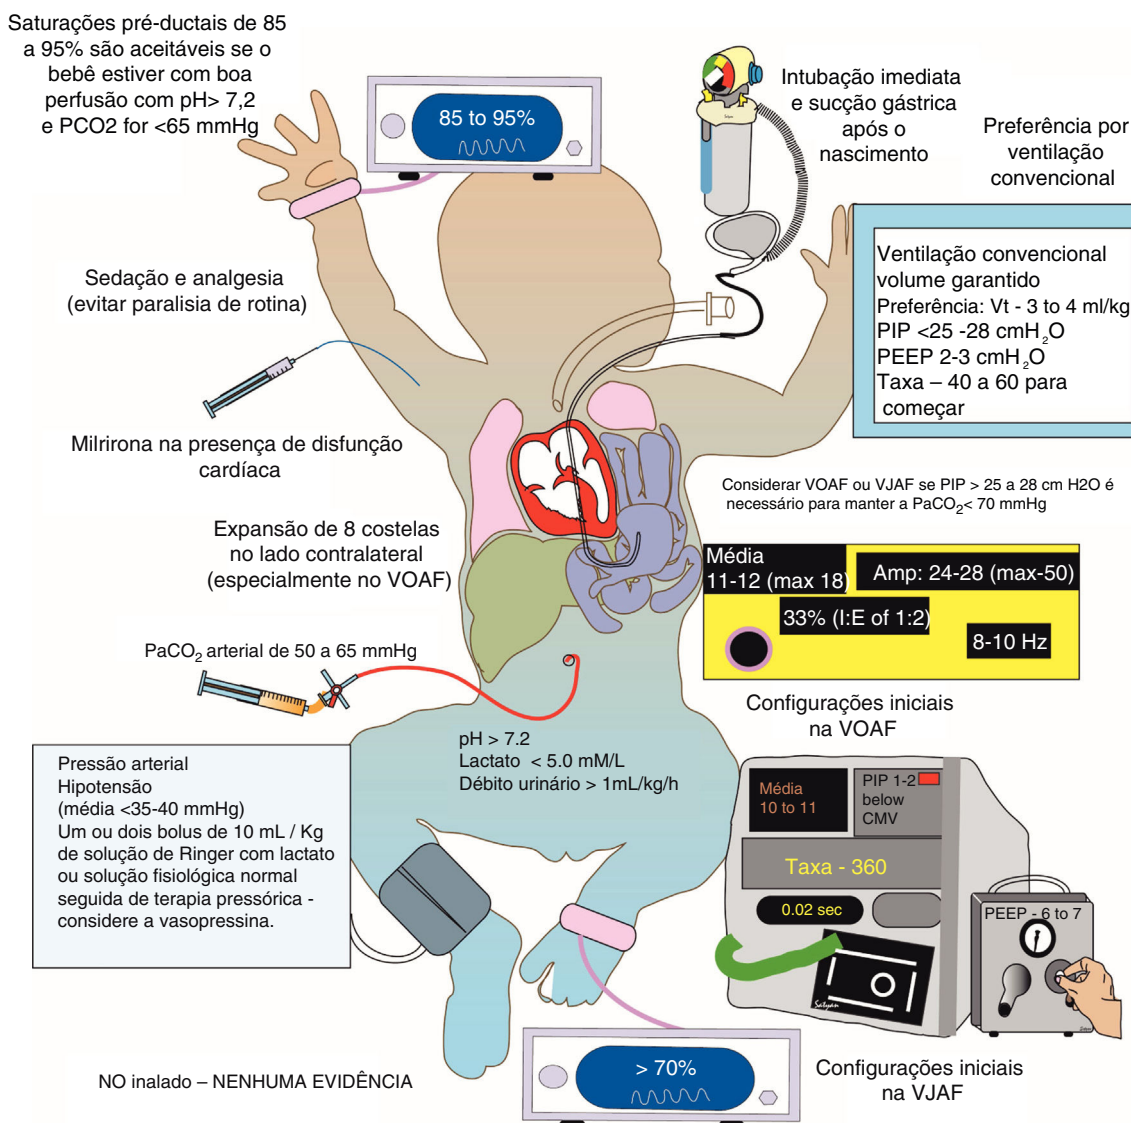 Saturações pré-ductais de 85
a 95% são aceitáveis se o
bebê estiver com boa
perfusão com pH> 7,2
e PCO2 for <65 mmHg
85 to 95%
Intubação imediata
e sucção gástrica
após o
nascimento
Preferência por
ventilação
convencional
Ventilação convencional
volume garantido
Preferência: Vt - 3 to 4 ml/kg
PIP <25 -28 cmH2O
PEEP 2-3 cmH2O
Taxa – 40 a 60 para
começar
Sedação e analgesia
(evitar paralisia de rotina)
Milrirona na presença de disfunção
cardíaca
Considerar VOAF ou VJAF se PIP > 25 a 28 cm H2O é
necessário para manter a PaCO2< 70 mmHg
Expansão de 8 costelas
no lado contralateral
(especialmente no VOAF)
Média
11-12 (max 18)
Amp: 24-28 (max-50)
33% (I:E of 1:2)
8-10 Hz
Configurações iniciais
na VOAF
PaCO2 arterial de 50 a 65 mmHg
pH > 7.2
Lactato < 5.0 mM/L
Débito urinário > 1mL/kg/h
Pressão arterial
Hipotensão
(média <35-40 mmHg)
Um ou dois bolus de 10 mL / Kg
de solução de Ringer com lactato
ou solução fisiológica normal
seguida de terapia pressórica -
considere a vasopressina.
Média
10 to 11
PIP 1-2
below
CMV
Taxa - 360
0.02 sec
PEEP - 6 to 7
Satyan
Configurações iniciais
na VJAF
> 70%
NO inalado – NENHUMA EVIDÊNCIA